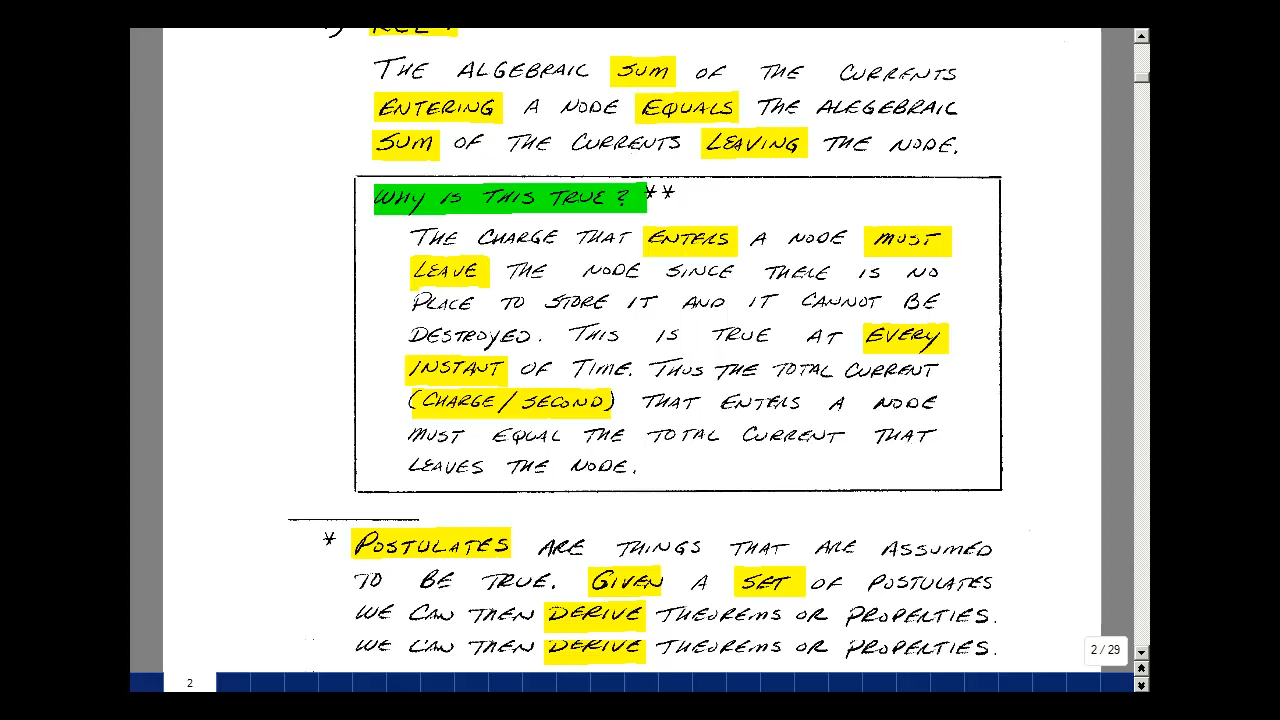 KCL:
THE ALGEBRAIC SUM OF THE CURRENTS
ENTERING A NODE EQUALS THE ALEGEBRAIC
SUM OF THE CURRENTS LEAVING THE NODE.
WHY IS THIS TRUE? **
THE CHARGE THAT ENTERS A NODE MUST
LEAVE THE NODE SINCE THERE IS NO
PLACE TO STORE IT AND IT CANNOT BE
DESTROYED. THIS IS TRUE AT EVERY
INSTANT OF TIME. THUS THE TOTAL CURRENT
(CHARGE/SECOND) THAT ENTERS A NODE
MUST EQUAL THE TOTAL CURRENT THAT
LEAVES THE NODE.
* POSTULATES ARE THINGS THAT ARE ASSUMED
TO BE TRUE. GIVEN A SET OF POSTULATES
WE CAN THEN DERIVE THEOREMS OR PROPERTIES.
WE CAN THEN DERIVE THEOREMS OR PROPERTIES.
2 / 29
2